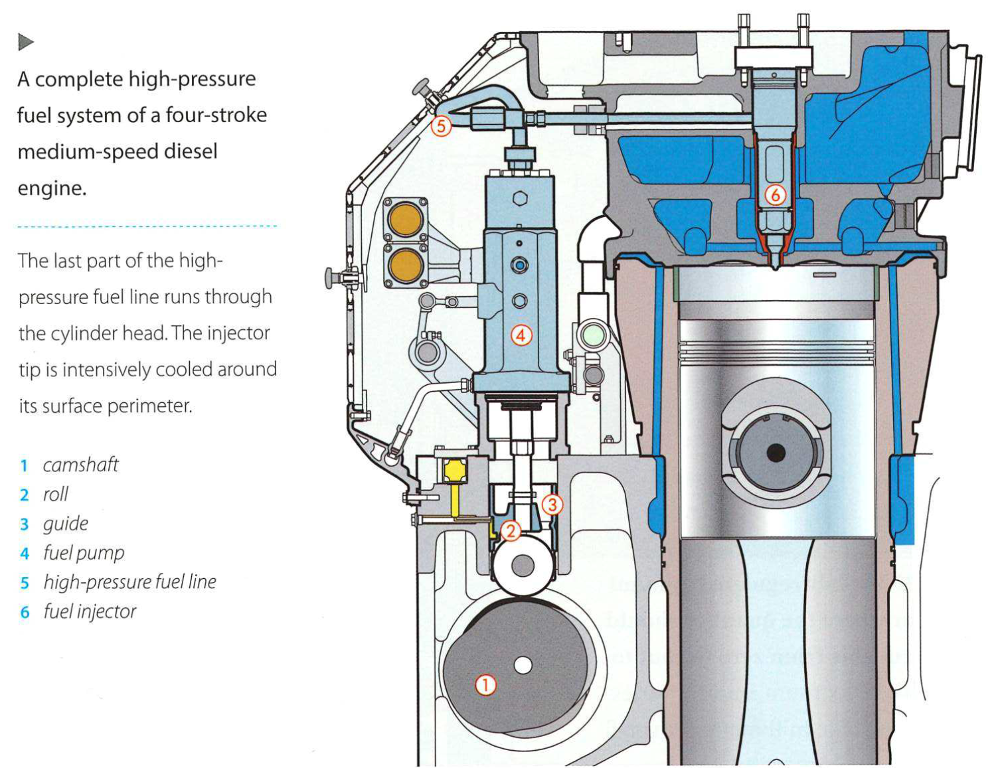 A complete high-pressure
fuel system of a four-stroke
medium-speed diesel
engine.
The last part of the high-
pressure fuel line runs through
the cylinder head. The injector
tip is intensively cooled around
its surface perimeter.
1 camshaft
2 roll
3 guide
4 fuel pump
5 high-pressure fuel line
6 fuel injector
5
6
4
3
2
1